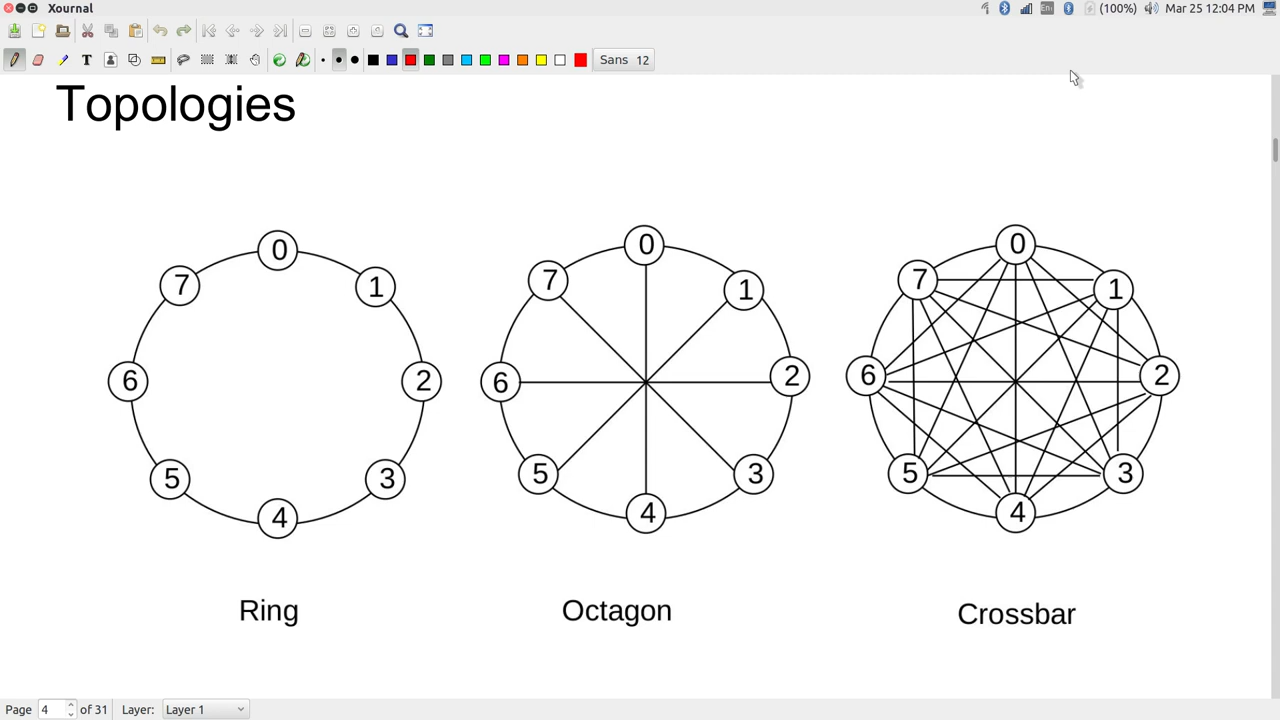 Xournal
En
(100%)
Mar 25 12:04 PM
T
Sans 12
Topologies
0
1
2
3
4
5
6
7
Ring
0
1
2
3
4
5
6
7
Octagon
0
1
2
3
4
5
6
7
Crossbar
Page 4 of 31 Layer: Layer 1